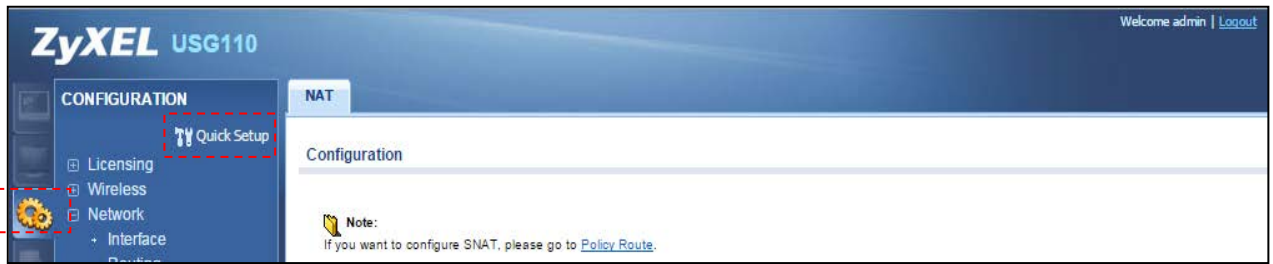 Welcome admin | Logout
ZyXEL USG110
CONFIGURATION
NAT
Quick Setup
Configuration
Licensing
Wireless
Network
Note:
Interface
If you want to configure SNAT, please go to Policy Route.